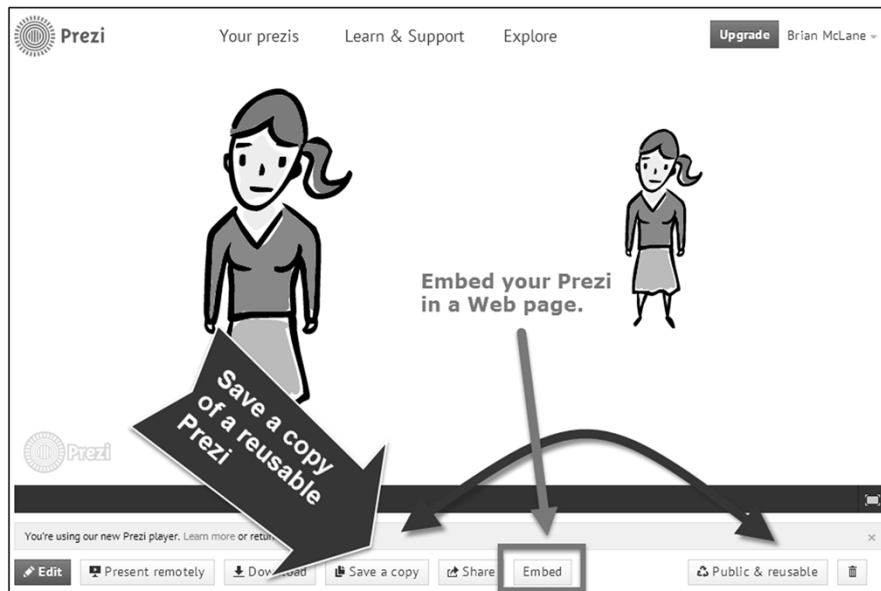 Prezi
Your prezis Learn & Support Explore Upgrade Brian McLane
Embed your Prezi
in a Web page.
Save a copy
of a reusable
Prezi
Prezi
You're using our new Prezi player. Learn more or
Edit Present remotely Save a copy Share Embed Public & reusable